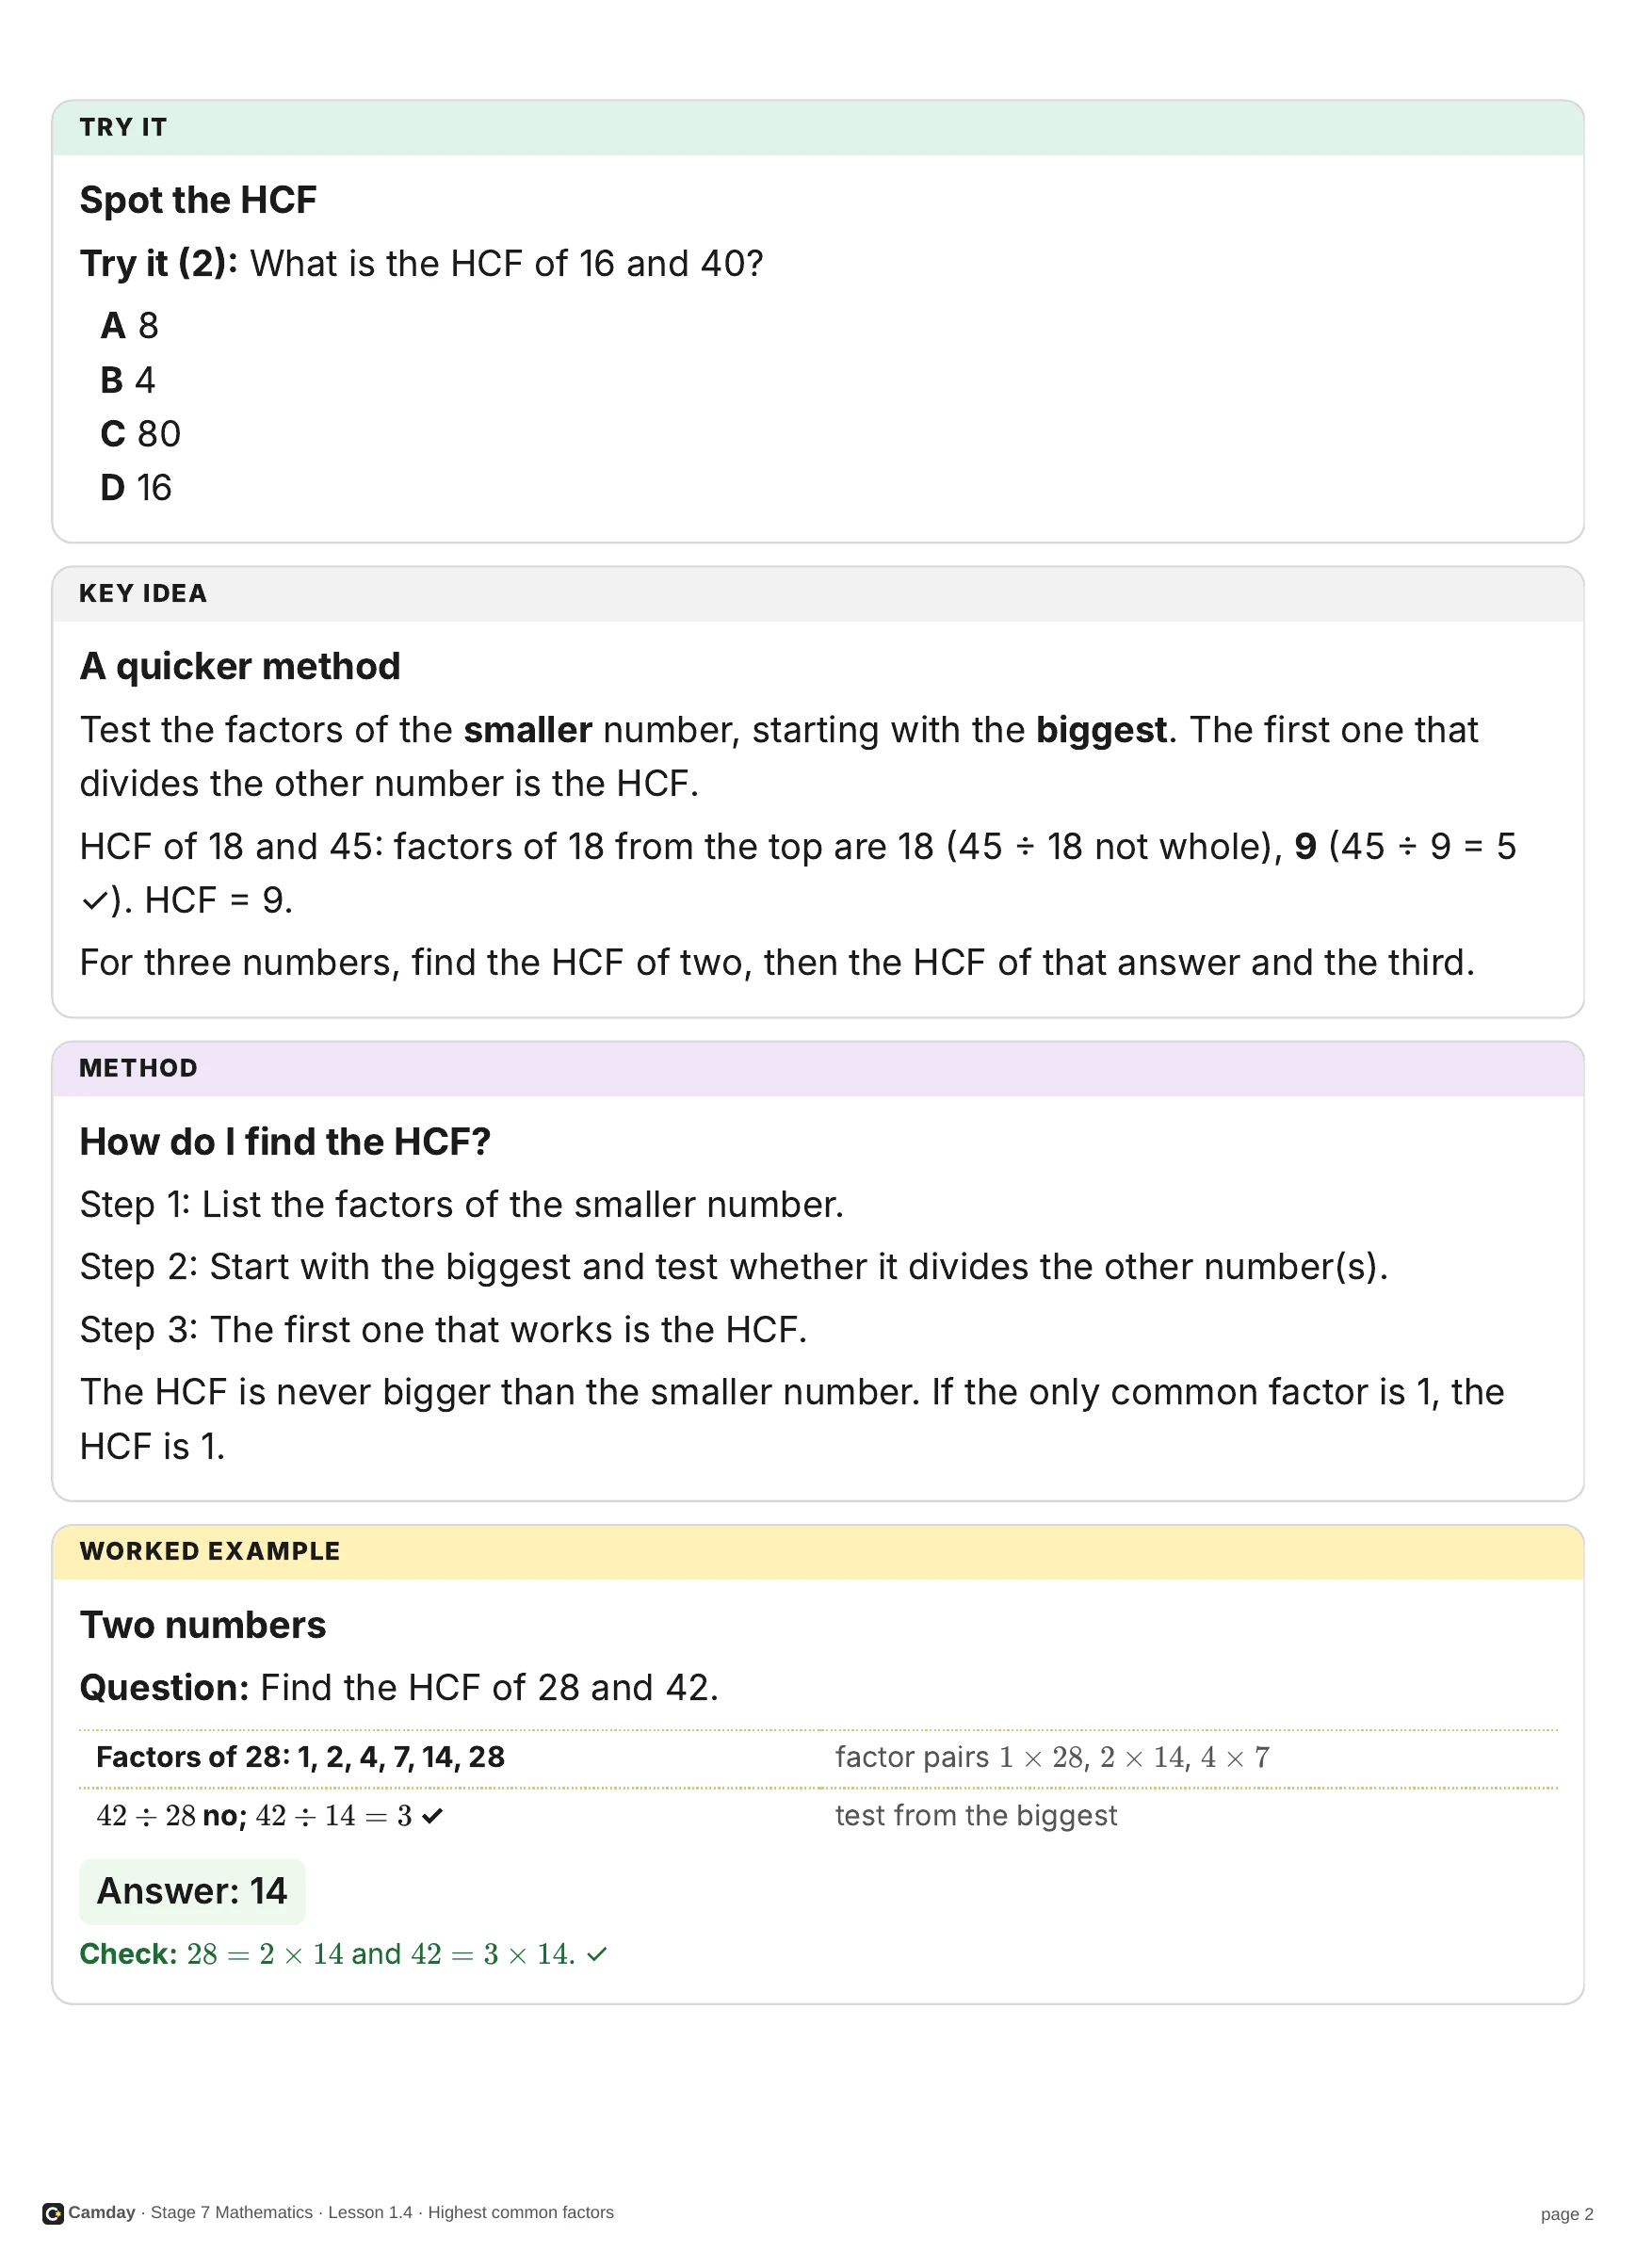 TRY IT
Spot the HCF
Try it (2): What is the HCF of 16 and 40?
A 8
B 4
C 80
D 16
KEY IDEA
A quicker method
Test the factors of the smaller number, starting with the biggest. The first one that
divides the other number is the HCF.
HCF of 18 and 45: factors of 18 from the top are 18 (45 ÷ 18 not whole), 9 (45 ÷ 9 = 5
✓). HCF = 9.
For three numbers, find the HCF of two, then the HCF of that answer and the third.
METHOD
How do I find the HCF?
Step 1: List the factors of the smaller number.
Step 2: Start with the biggest and test whether it divides the other number(s).
Step 3: The first one that works is the HCF.
The HCF is never bigger than the smaller number. If the only common factor is 1, the
HCF is 1.
WORKED EXAMPLE
Two numbers
Question: Find the HCF of 28 and 42.
Factors of 28: 1, 2, 4, 7, 14, 28 factor pairs 1 × 28, 2 × 14, 4 × 7
42 ÷ 28 no; 42 ÷ 14 = 3 ✓ test from the biggest
Answer: 14
Check: 28 = 2 × 14 and 42 = 3 × 14. ✓
Camday · Stage 7 Mathematics · Lesson 1.4 · Highest common factors page 2